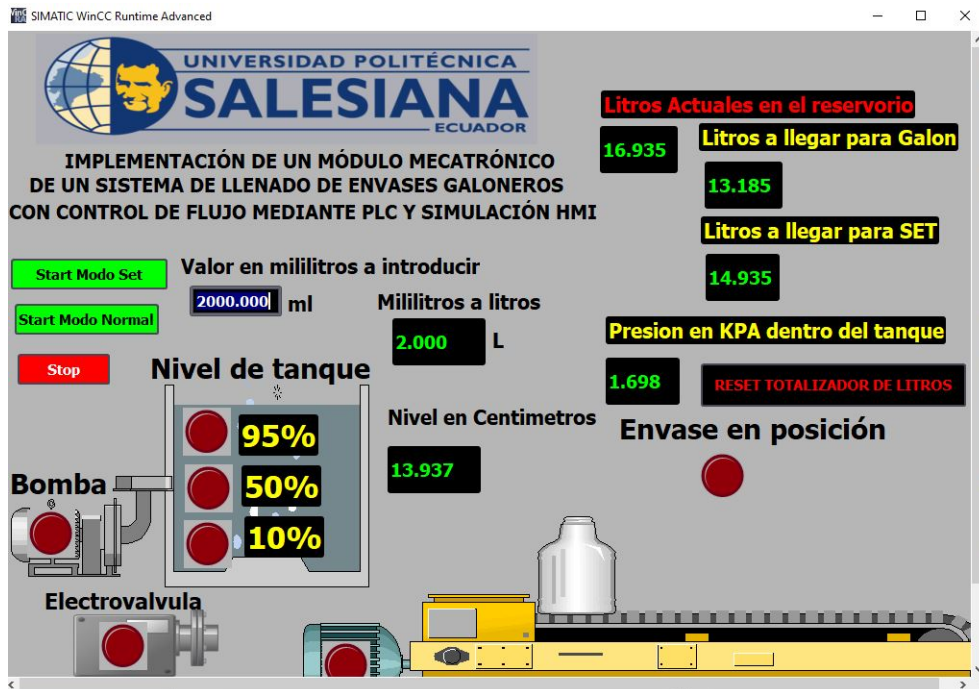 SIMATIC WinCC Runtime Advanced
UNIVERSIDAD POLITÉCNICA
SALESIANA
ECUADOR
IMPLEMENTACIÓN DE UN MÓDULO MECATRÓNICO
DE UN SISTEMA DE LLENADO DE ENVASES GALONEROS
CON CONTROL DE FLUJO MEDIANTE PLC Y SIMULACIÓN HMI
Litros Actuales en el reservorio
16.935
Litros a llegar para Galon
13.185
Litros a llegar para SET
14.935
Start Modo Set
Valor en mililitros a introducir
2000.000 ml
Start Modo Normal
Mililitros a litros
2.000 L
Presion en KPA dentro del tanque
1.698
RESET TOTALIZADOR DE LITROS
Stop
Nivel de tanque
95%
50%
10%
Nivel en Centimetros
13.937
Envase en posición
Bomba
Electrovalvula